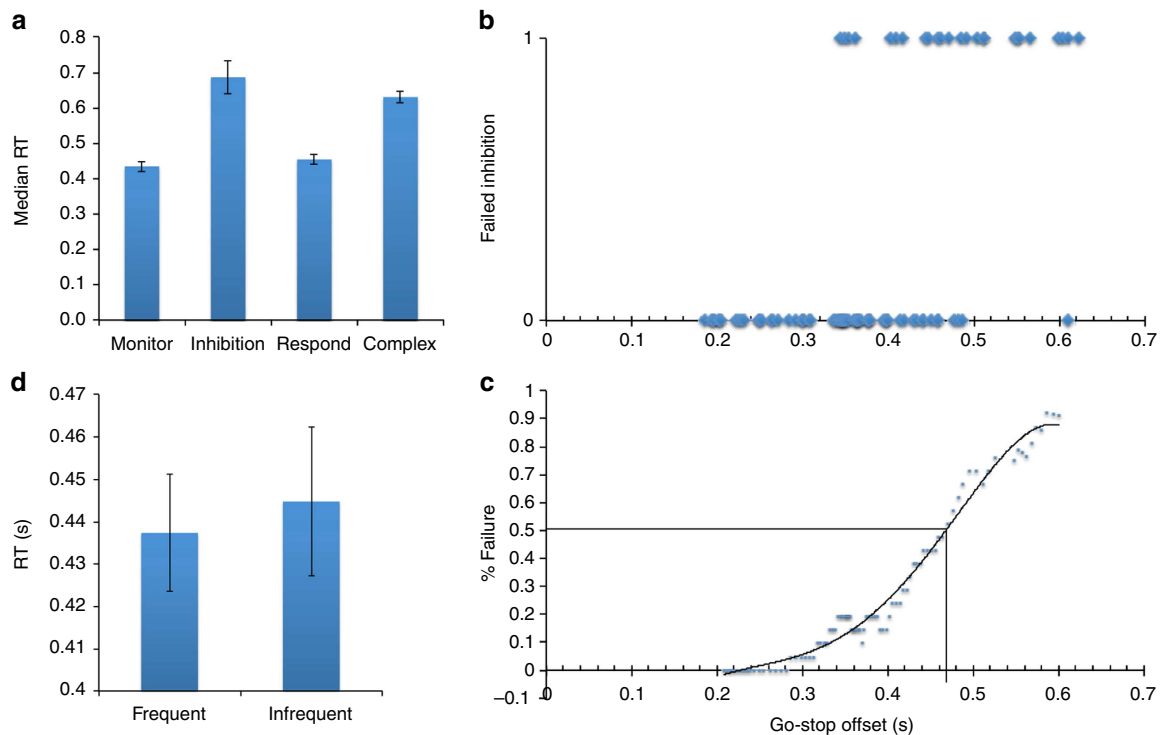 a
0.8
0.7
0.6
0.5
0.4
0.3
0.2
0.1
0.0
Median RT
Monitor Inhibition Respond Complex
b
1
0
Failed inhibition
0 0.1 0.2 0.3 0.4 0.5 0.6 0.7
d
0.47
0.46
0.45
0.44
0.43
0.42
0.41
0.4
RT (s)
Frequent Infrequent
c
1
0.9
0.8
0.7
0.6
0.5
0.4
0.3
0.2
0.1
0
–0.1
% Failure
0 0.1 0.2 0.3 0.4 0.5 0.6 0.7
Go-stop offset (s)